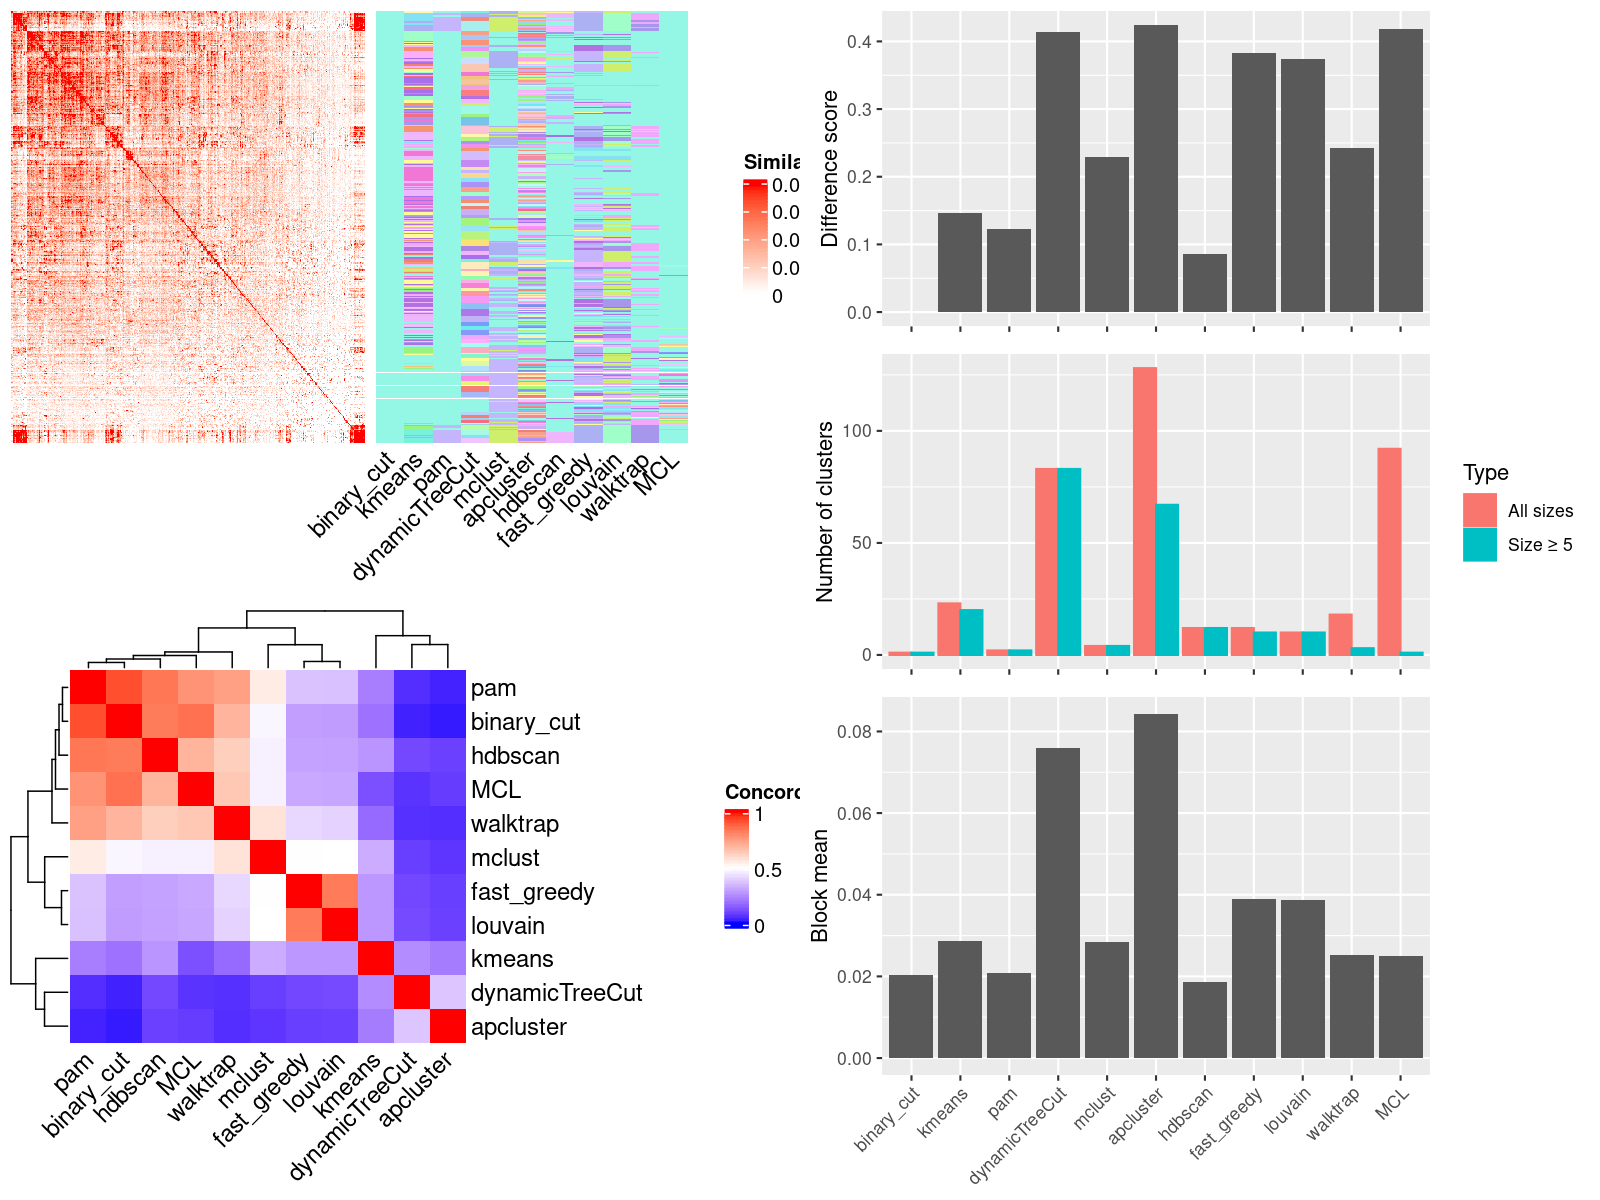 Simila
0.0
0.0
0.0
0.0
0
binary_cut
kmeans
pam
dynamicTreeCut
mclust
apcluster
hdbscan
fast_greedy
louvain
walktrap
MCL
pam
binary_cut
hdbscan
MCL
walktrap
mclust
fast_greedy
louvain
kmeans
dynamicTreeCut
apcluster
pam
binary_cut
hdbscan
MCL
walktrap
mclust
fast_greedy
louvain
kmeans
dynamicTreeCut
apcluster
Concord
1
0.5
0
Difference score
0.4
0.3
0.2
0.1
0.0
Number of clusters
100
50
0
Type
All sizes
Size ≥ 5
Block mean
0.08
0.06
0.04
0.02
0.00
binary_cut
kmeans
pam
dynamicTreeCut
mclust
apcluster
hdbscan
fast_greedy
louvain
walktrap
MCL